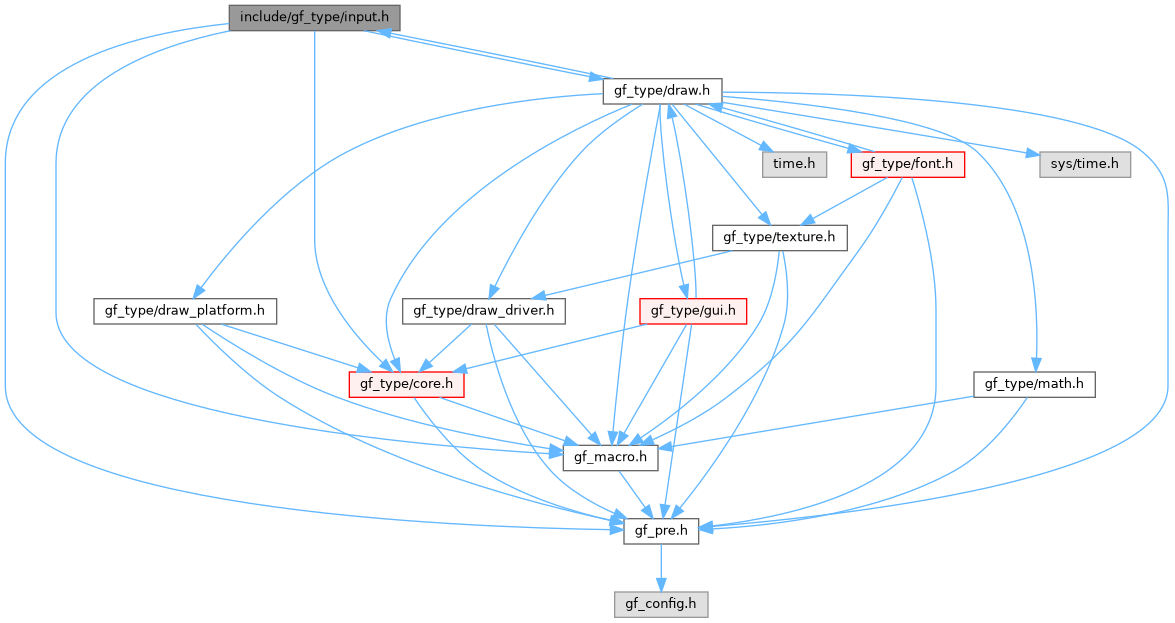 include/gf_type/input.h
gf_type/draw.h
time.h
gf_type/font.h
sys/time.h
gf_type/texture.h
gf_type/draw_platform.h
gf_type/draw_driver.h
gf_type/gui.h
gf_type/core.h
gf_type/math.h
gf_macro.h
gf_pre.h
gf_config.h